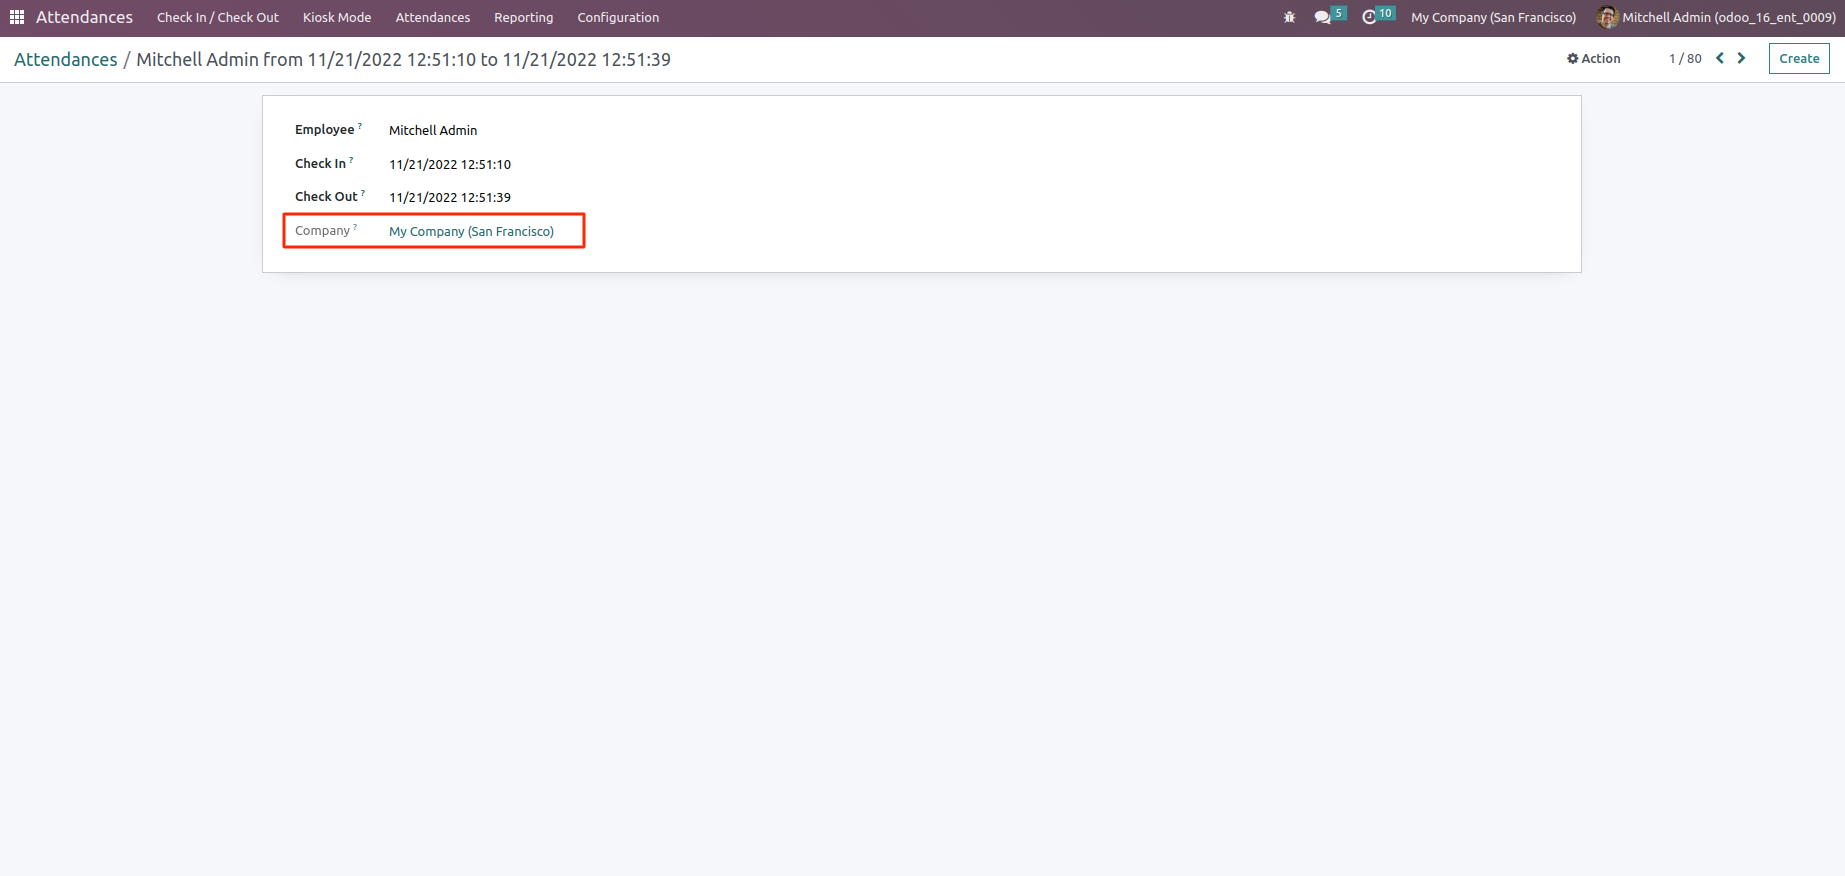 Attendances Check In / Check Out Kiosk Mode Attendances Reporting Configuration 5 10 My Company (San Francisco) Mitchell Admin (odoo_16_ent_0009)
Attendances / Mitchell Admin from 11/21/2022 12:51:10 to 11/21/2022 12:51:39 Action 1 / 80 Create
Employee ? Mitchell Admin
Check In ? 11/21/2022 12:51:10
Check Out ? 11/21/2022 12:51:39
Company ? My Company (San Francisco)